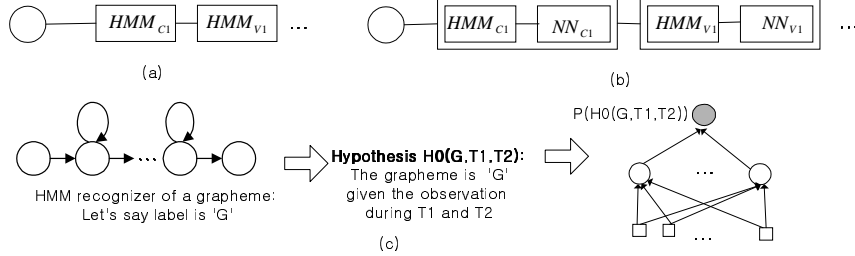 HMM_C1 HMM_V1 ...
(a)
HMM_C1 NN_C1 HMM_V1 NN_V1 ...
(b)
...
HMM recognizer of a grapheme:
Let's say label is 'G'
Hypothesis H0(G,T1,T2):
The grapheme is 'G'
given the observation
during T1 and T2
P(H0(G,T1,T2))
...
...
(c)